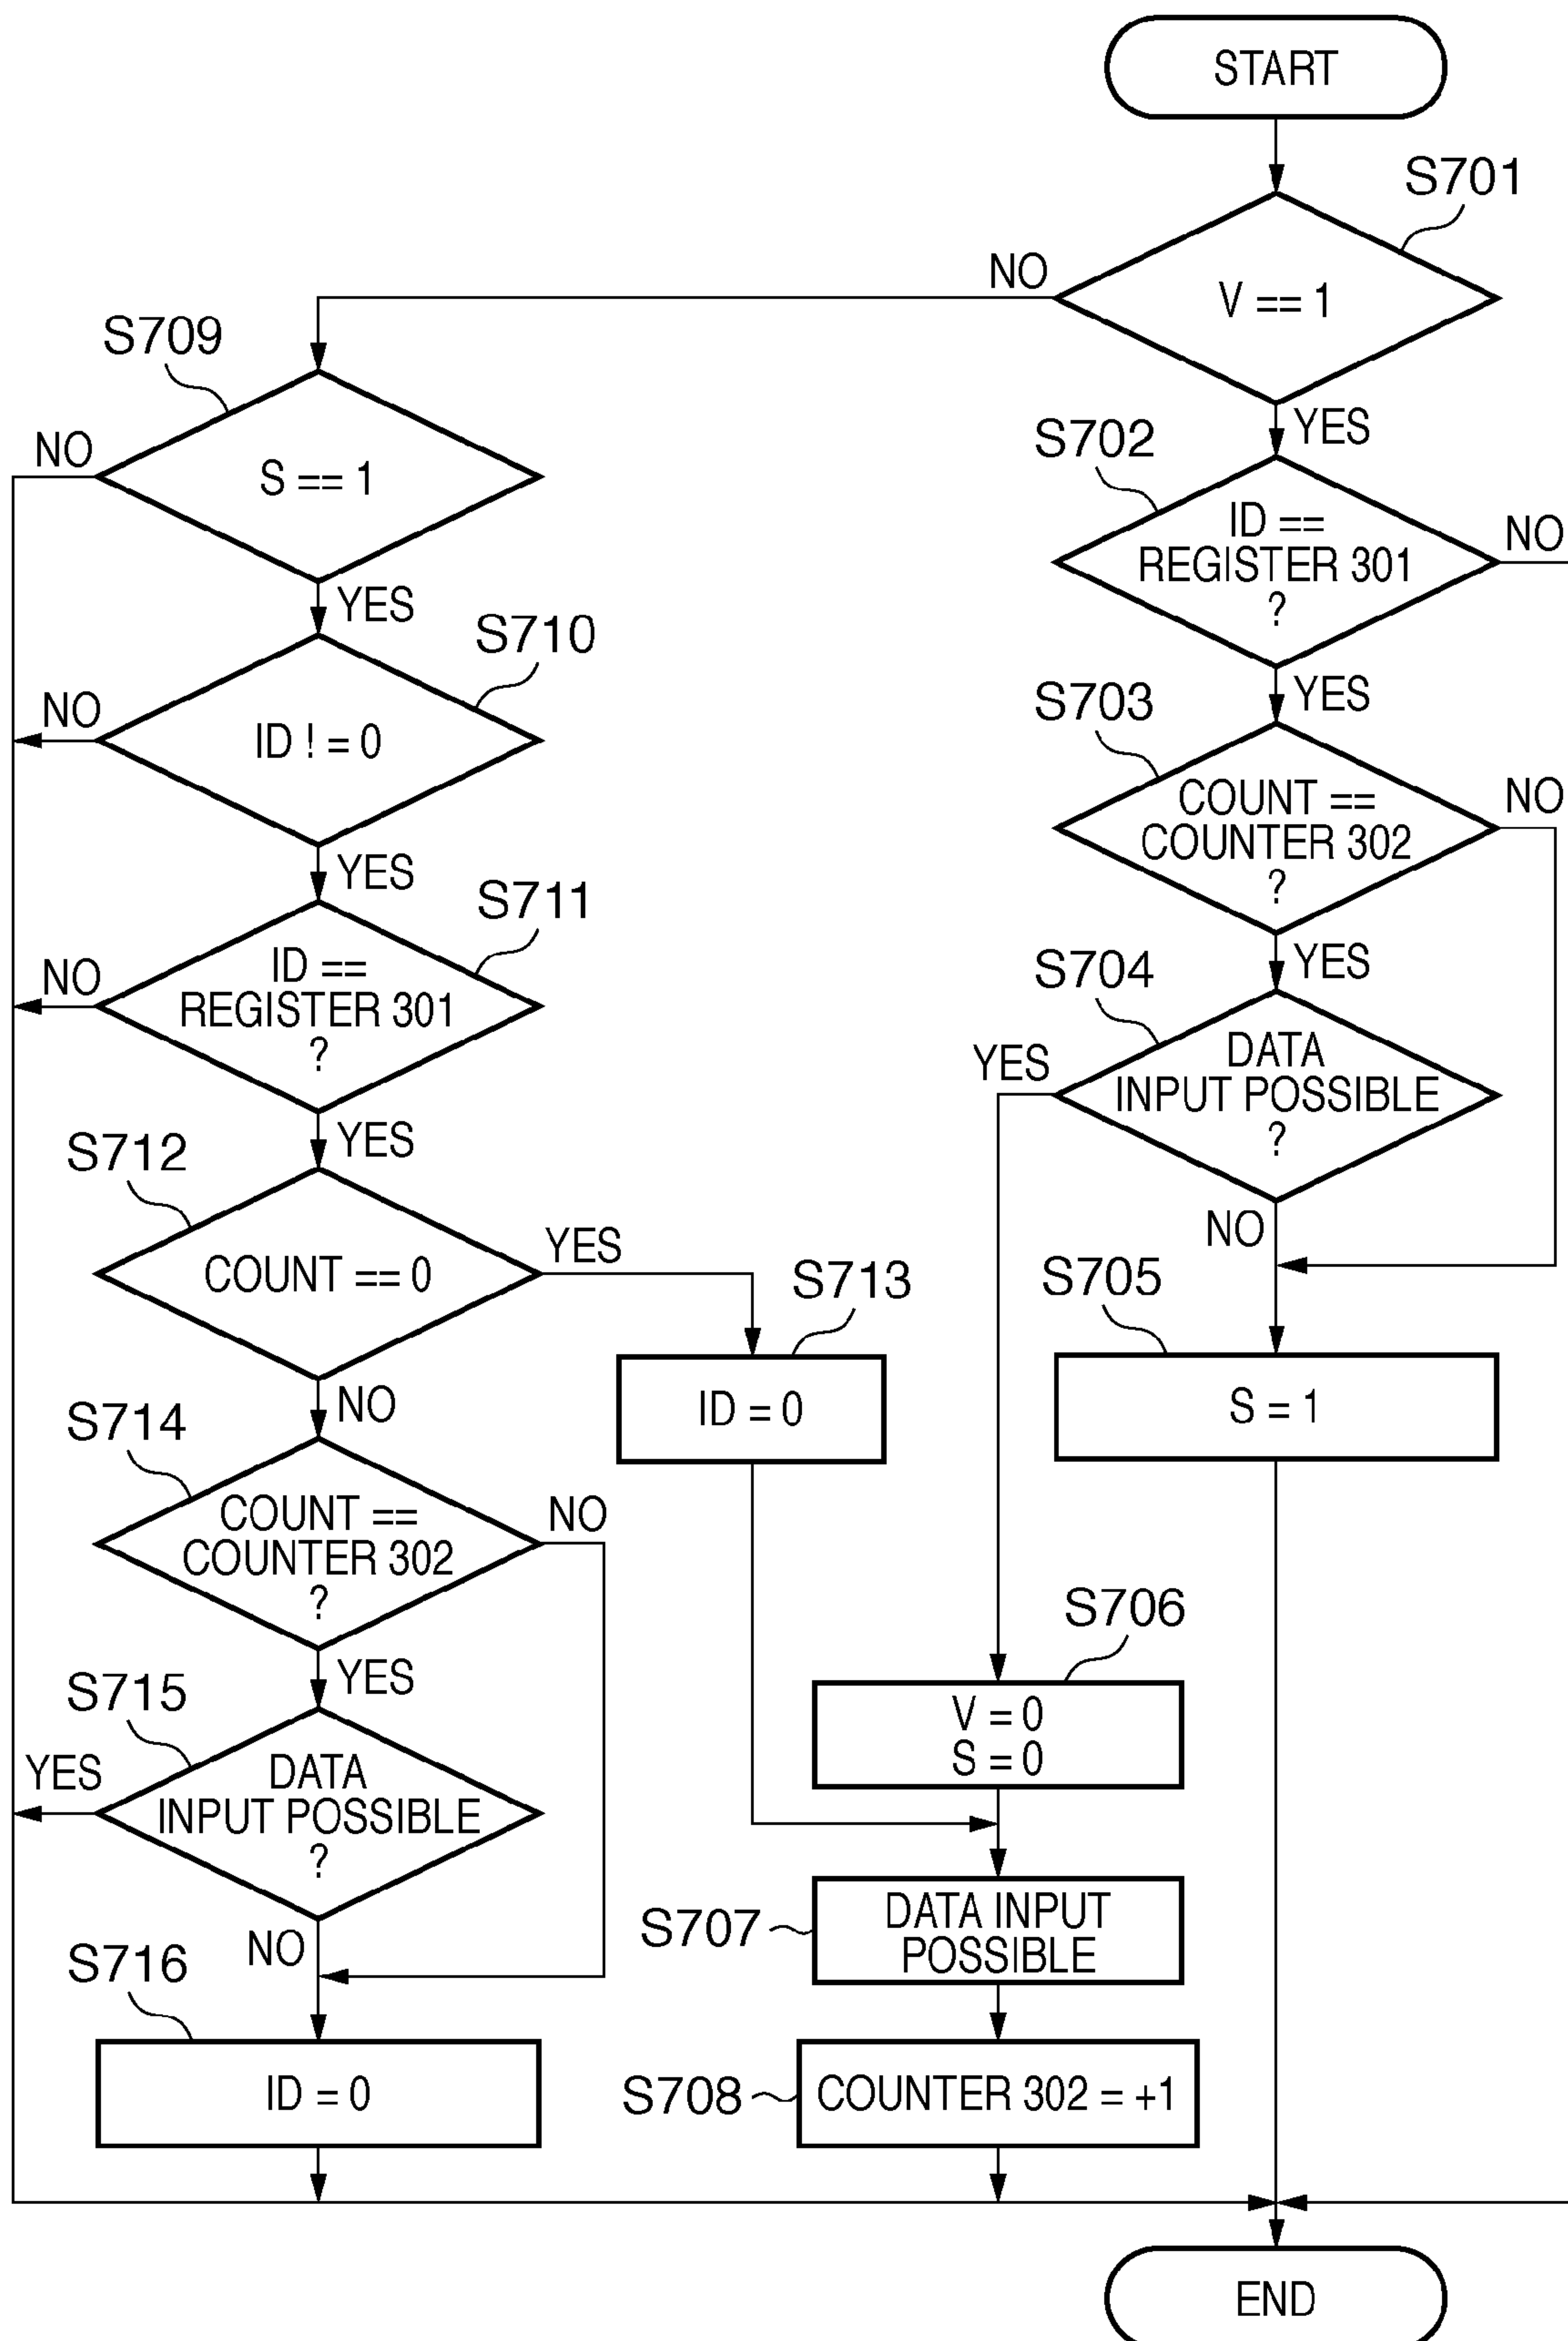 START
S701
V == 1
NO
YES
S702
ID ==
REGISTER 301
?
NO
YES
S703
COUNT ==
COUNTER 302
?
NO
YES
S704
DATA
INPUT POSSIBLE
?
YES
NO
S705
S = 1
S706
V = 0
S = 0
S707
DATA INPUT
POSSIBLE
S708
COUNTER 302 = +1
S709
S == 1
NO
YES
S710
ID ! = 0
NO
YES
S711
ID ==
REGISTER 301
?
NO
YES
S712
COUNT == 0
YES
NO
S713
ID = 0
S714
COUNT ==
COUNTER 302
?
NO
YES
S715
DATA
INPUT POSSIBLE
?
YES
NO
S716
ID = 0
END